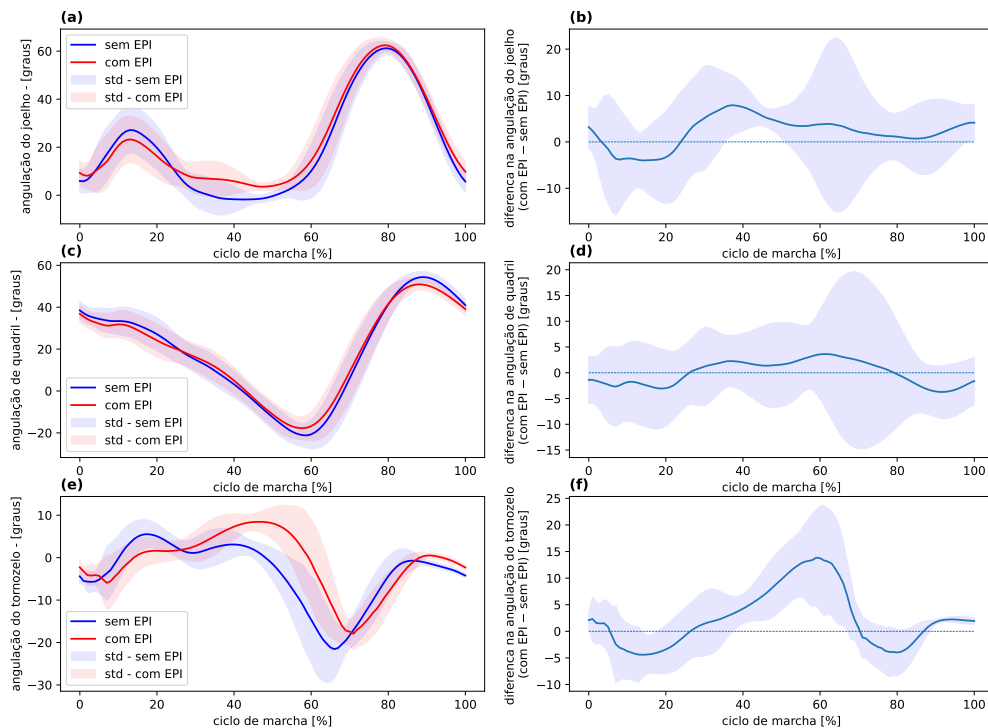 (a)
angulação do joelho - [graus]
60
40
20
0
sem EPI
com EPI
std - sem EPI
std - com EPI
0 20 40 60 80 100
ciclo de marcha [%]
(b)
diferenca na angulação do joelho
(com EPI − sem EPI) [graus]
20
10
0
−10
0 20 40 60 80 100
ciclo de marcha [%]
(c)
angulação de quadril - [graus]
60
40
20
0
−20
sem EPI
com EPI
std - sem EPI
std - com EPI
0 20 40 60 80 100
ciclo de marcha [%]
(d)
diferenca na angulação de quadril
(com EPI − sem EPI) [graus]
20
15
10
5
0
−5
−10
−15
0 20 40 60 80 100
ciclo de marcha [%]
(e)
angulação do tornozelo - [graus]
10
0
−10
−20
−30
sem EPI
com EPI
std - sem EPI
std - com EPI
0 20 40 60 80 100
ciclo de marcha [%]
(f)
diferenca na angulação do tornozelo
(com EPI − sem EPI) [graus]
25
20
15
10
5
0
−5
−10
0 20 40 60 80 100
ciclo de marcha [%]